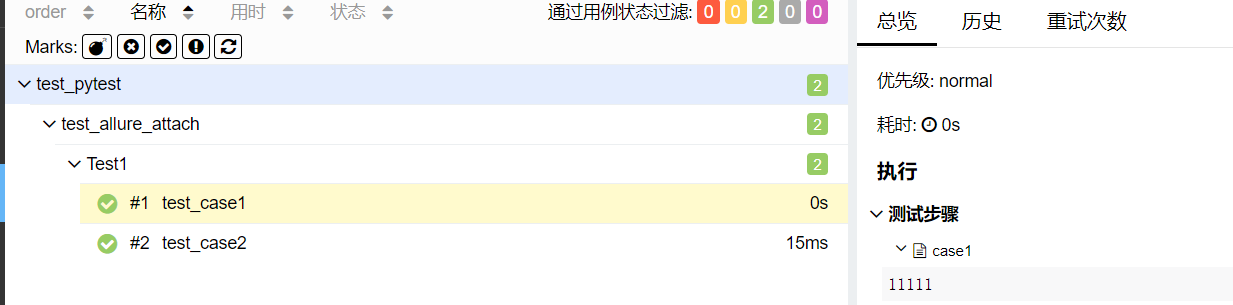 order 名称 用时 状态 通过用例状态过滤: 0 0 2 0 0
Marks:
test_pytest 2
test_allure_attach 2
Test1 2
#1 test_case1 0s
#2 test_case2 15ms
总览 历史 重试次数
优先级: normal
耗时: 0s
执行
测试步骤
case1
11111